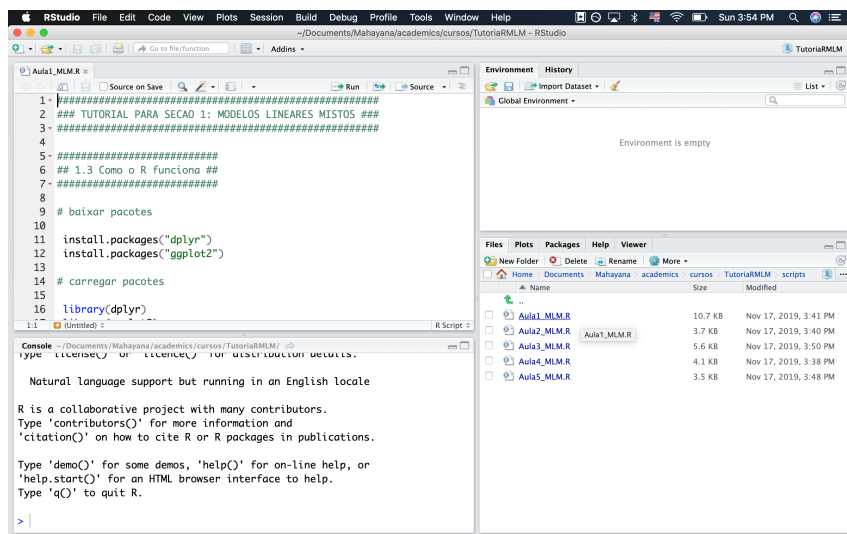 RStudio File Edit Code View Plots Session Build Debug Profile Tools Window Help Sun 3:54 PM
~/Documents/Mahayana/academics/cursos/TutoriaRMLM - RStudio
Go to file/function Addins TutoriaRMLM
Aula1_MLM.R
Source on Save Run Source
1 ######################################################
2 ### TUTORIAL PARA SECAO 1: MODELOS LINEARES MISTOS ###
3 ######################################################
4
5 ###########################
6 ## 1.3 Como o R funciona ##
7 ###########################
8
9 # baixar pacotes
10
11 install.packages("dplyr")
12 install.packages("ggplot2")
13
14 # carregar pacotes
15
16 library(dplyr)
1:1 (Untitled) R Script
Console ~/Documents/Mahayana/academics/cursos/TutoriaRMLM/
Type 'license()' or 'licence()' for distribution details.
Natural language support but running in an English locale
R is a collaborative project with many contributors.
Type 'contributors()' for more information and
'citation()' on how to cite R or R packages in publications.
Type 'demo()' for some demos, 'help()' for on-line help, or
'help.start()' for an HTML browser interface to help.
Type 'q()' to quit R.
>
Environment History
Import Dataset List
Global Environment
Environment is empty
Files Plots Packages Help Viewer
New Folder Delete Rename More
Home Documents Mahayana academics cursos TutoriaRMLM scripts ...
Name Size Modified
..
Aula1_MLM.R 10.7 KB Nov 17, 2019, 3:41 PM
Aula2_MLM.R 3.7 KB Nov 17, 2019, 3:40 PM
Aula1_MLM.R
Aula3_MLM.R 5.6 KB Nov 17, 2019, 3:50 PM
Aula4_MLM.R 4.1 KB Nov 17, 2019, 3:38 PM
Aula5_MLM.R 3.5 KB Nov 17, 2019, 3:48 PM